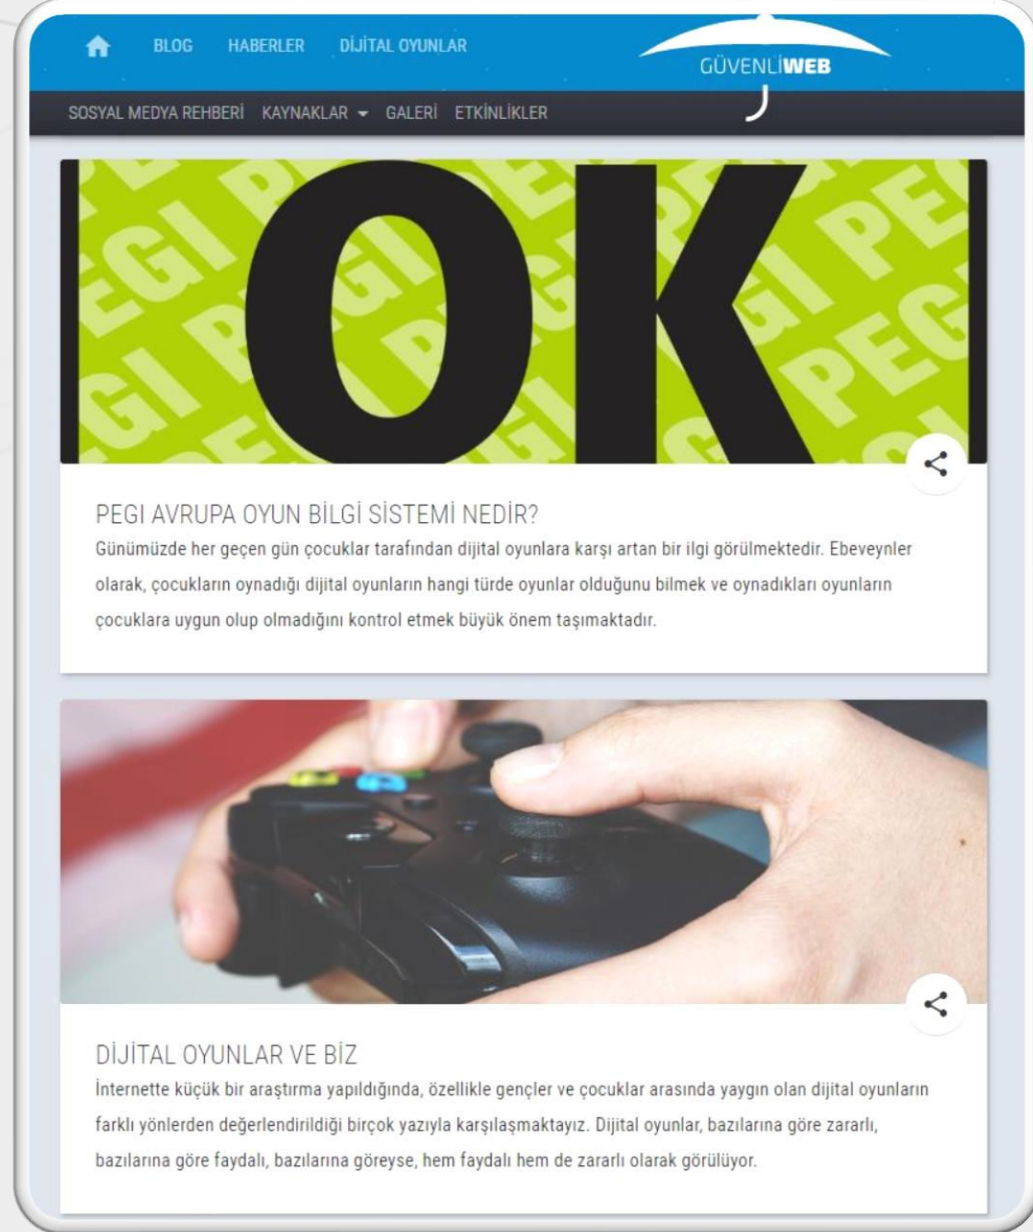 BLOG HABERLER DİJİTAL OYUNLAR
GÜVENLİWEB
SOSYAL MEDYA REHBERİ KAYNAKLAR GALERİ ETKİNLİKLER
OK
PEGI AVRUPA OYUN BİLGİ SİSTEMİ NEDİR?
Günümüzde her geçen gün çocuklar tarafından dijital oyunlara karşı artan bir ilgi görülmektedir. Ebeveynler
olarak, çocukların oynadığı dijital oyunların hangi türde oyunlar olduğunu bilmek ve oynadıkları oyunların
çocuklara uygun olup olmadığını kontrol etmek büyük önem taşımaktadır.
DİJİTAL OYUNLAR VE BİZ
İnternette küçük bir araştırma yapıldığında, özellikle gençler ve çocuklar arasında yaygın olan dijital oyunların
farklı yönlerden değerlendirildiği birçok yazıyla karşılaşmaktayız. Dijital oyunlar, bazılarına göre zararlı,
bazılarına göre faydalı, bazılarına göreyse, hem faydalı hem de zararlı olarak görülüyor.